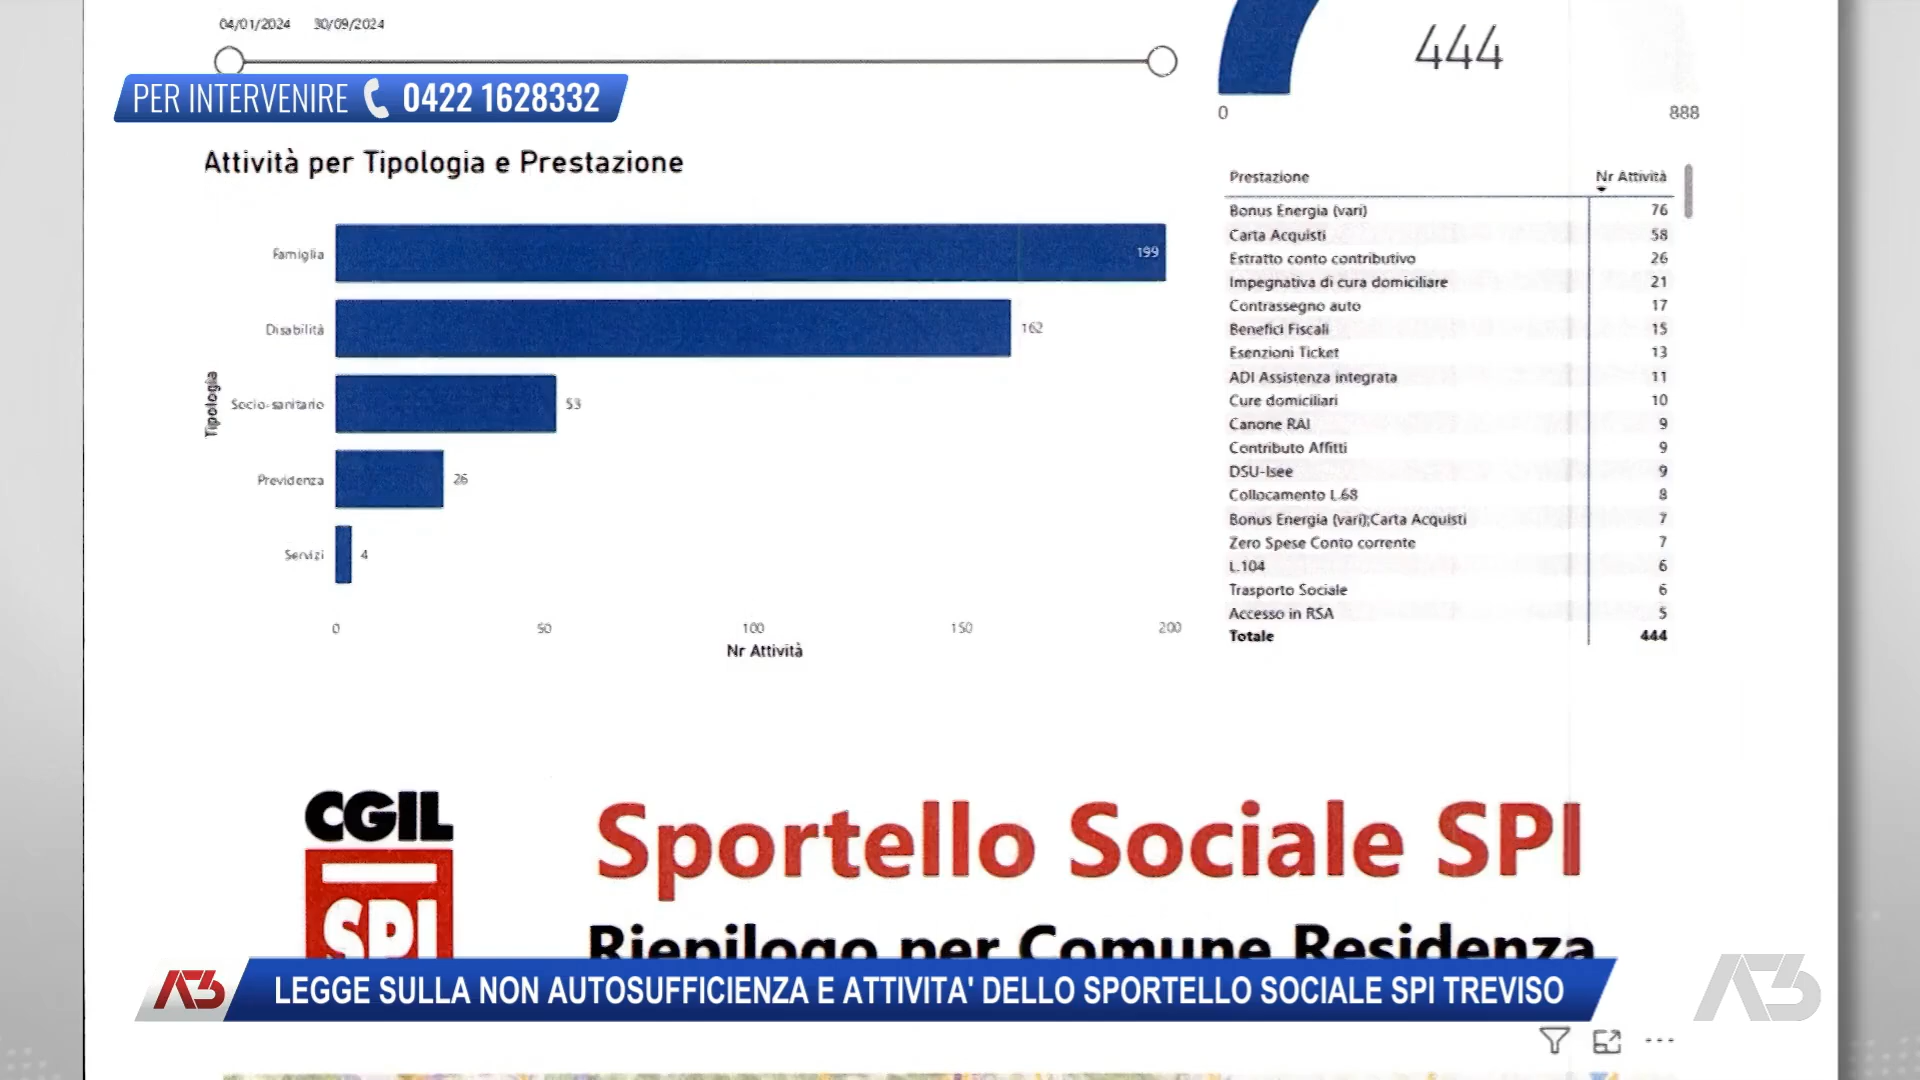 04/01/2024 30/09/2024
444
0 888
PER INTERVENIRE 0422 1628332
Attività per Tipologia e Prestazione
Tipologia
Famiglia 199
Disabilità 162
Socio-sanitario 53
Previdenza 26
Servizi 4
0 50 100 150 200
Nr Attività
Prestazione Nr Attività
Bonus Energia (vari) 76
Carta Acquisti 58
Estratto conto contributivo 26
Impegnativa di cura domiciliare 21
Contrassegno auto 17
Benefici Fiscali 15
Esenzioni Ticket 13
ADI Assistenza integrata 11
Cure domiciliari 10
Canone RAI 9
Contributo Affitti 9
DSU-Isee 9
Collocamento L.68 8
Bonus Energia (vari);Carta Acquisti 7
Zero Spese Conto corrente 7
L.104 6
Trasporto Sociale 6
Accesso in RSA 5
Totale 444
CGIL
SPI
Sportello Sociale SPI
Riepilogo per Comune Residenza
A3
LEGGE SULLA NON AUTOSUFFICIENZA E ATTIVITA' DELLO SPORTELLO SOCIALE SPI TREVISO
A3